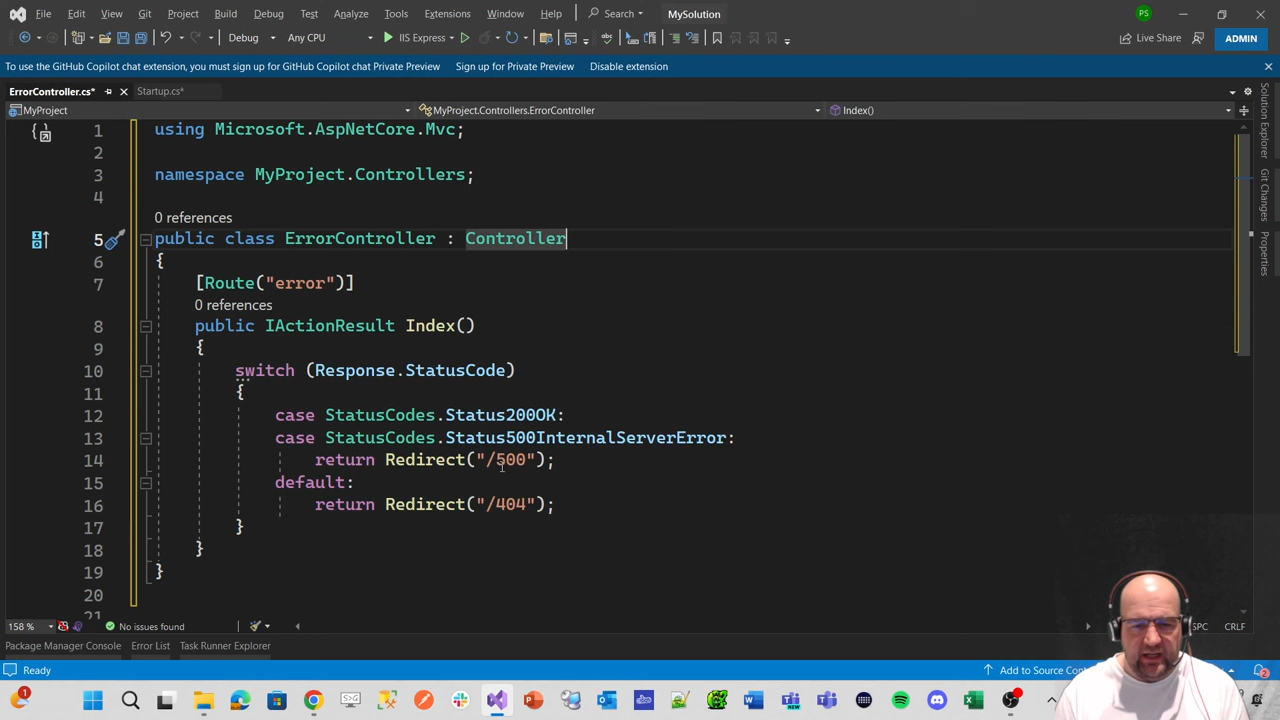 File Edit View Git Project Build Debug Test Analyze Tools Extensions Window Help Search MySolution PS
Debug Any CPU IIS Express Live Share ADMIN
To use the GitHub Copilot chat extension, you must sign up for GitHub Copilot chat Private Preview Sign up for Private Preview Disable extension
ErrorController.cs* Startup.cs*
MyProject MyProject.Controllers.ErrorController Index()
1 using Microsoft.AspNetCore.Mvc;
2
3 namespace MyProject.Controllers;
4
0 references
5 public class ErrorController : Controller
6 {
7 [Route("error")]
0 references
8 public IActionResult Index()
9 {
10 switch (Response.StatusCode)
11 {
12 case StatusCodes.Status200OK:
13 case StatusCodes.Status500InternalServerError:
14 return Redirect("/500");
15 default:
16 return Redirect("/404");
17 }
18 }
19 }
20
21
Solution Explorer
Git Changes
Properties
158 % No issues found SPC CRLF
Package Manager Console Error List Task Runner Explorer
Ready Add to Source 2
1